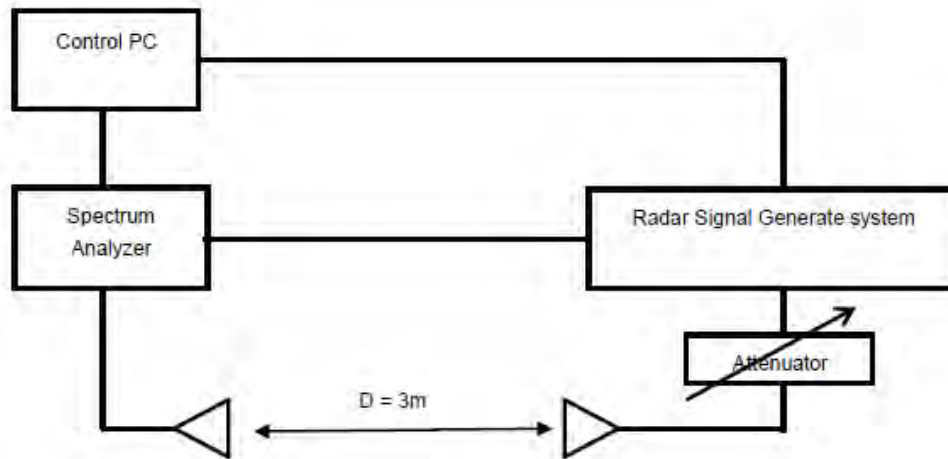 Control PC
Spectrum
Analyzer
Radar Signal Generate system
Attenuator
D = 3m